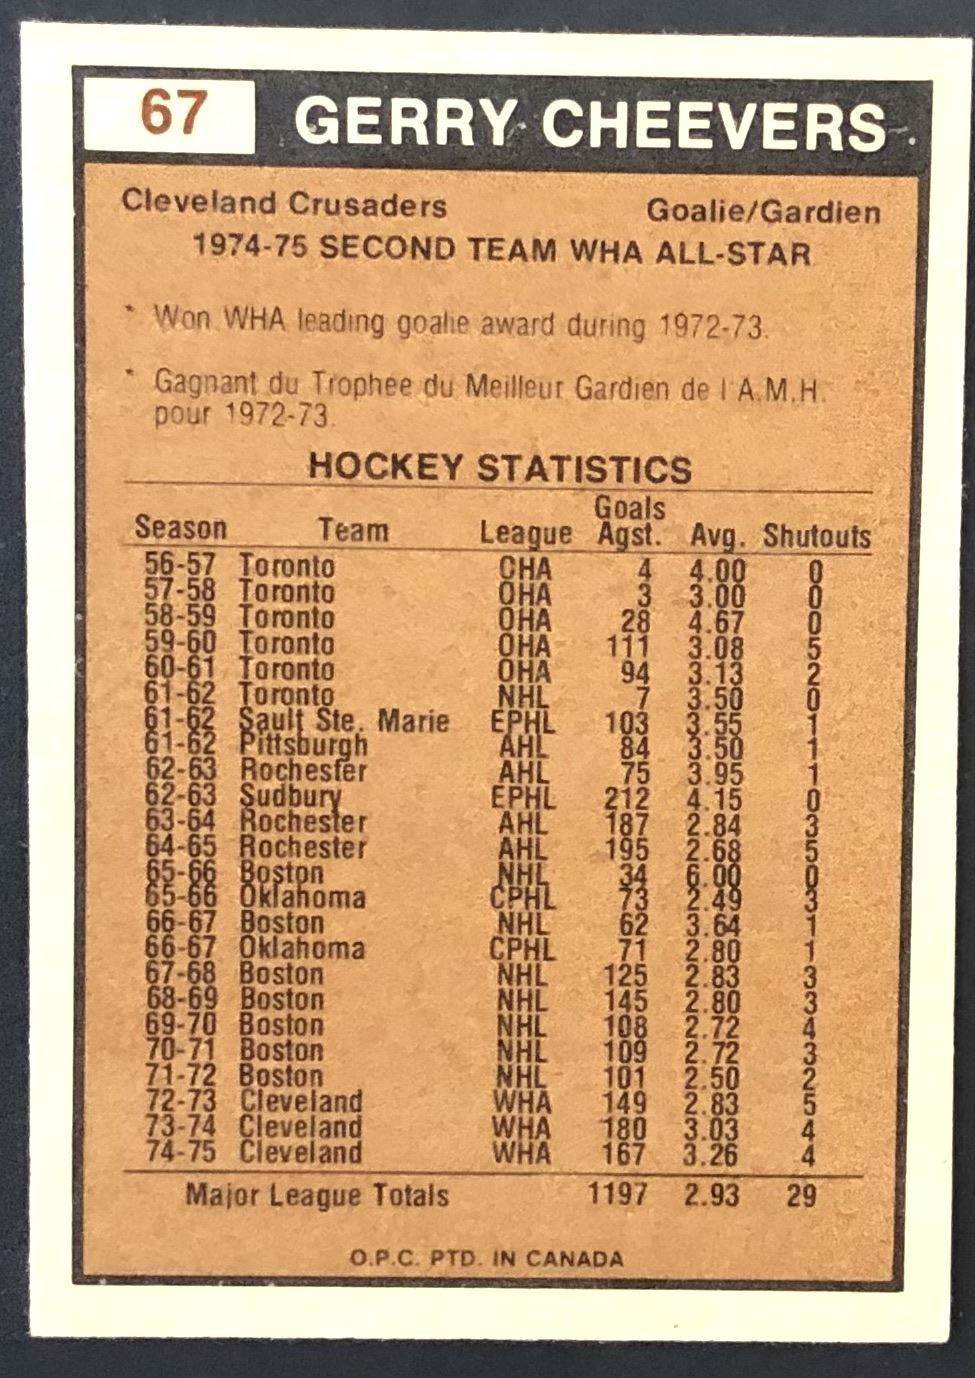 67 GERRY CHEEVERS
Cleveland Crusaders Goalie/Gardien
1974-75 SECOND TEAM WHA ALL-STAR
* Won WHA leading goalie award during 1972-73.
* Gagnant du Trophee du Meilleur Gardien de l A.M.H.
pour 1972-73.
HOCKEY STATISTICS
Season Team League Goals Agst. Avg. Shutouts
56-57 Toronto OHA 4 4.00 0
57-58 Toronto OHA 3 3.00 0
58-59 Toronto OHA 28 4.67 0
59-60 Toronto OHA 111 3.08 5
60-61 Toronto OHA 94 3.13 2
61-62 Toronto NHL 7 3.50 0
61-62 Sault Ste. Marie EPHL 103 3.55 1
61-62 Pittsburgh AHL 84 3.50 1
62-63 Rochester AHL 75 3.95 1
62-63 Sudbury EPHL 212 4.15 0
63-64 Rochester AHL 187 2.84 3
64-65 Rochester AHL 195 2.68 5
65-66 Boston NHL 34 6.00 0
65-66 Oklahoma CPHL 73 2.49 3
66-67 Boston NHL 62 3.64 1
66-67 Oklahoma CPHL 71 2.80 1
67-68 Boston NHL 125 2.83 3
68-69 Boston NHL 145 2.80 3
69-70 Boston NHL 108 2.72 4
70-71 Boston NHL 109 2.72 3
71-72 Boston NHL 101 2.50 2
72-73 Cleveland WHA 149 2.83 5
73-74 Cleveland WHA 180 3.03 4
74-75 Cleveland WHA 167 3.26 4
Major League Totals 1197 2.93 29
O.P.C. PTD. IN CANADA